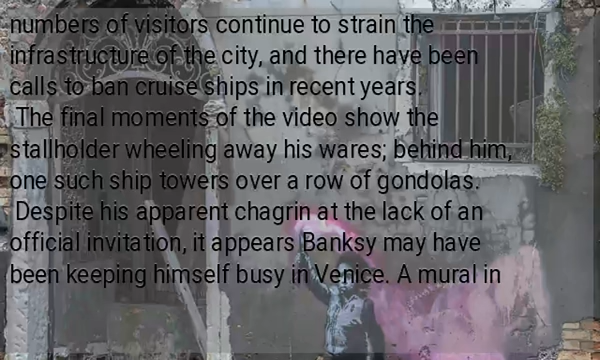 numbers of visitors continue to strain the
infrastructure of the city, and there have been
calls to ban cruise ships in recent years.
The final moments of the video show the
stallholder wheeling away his wares; behind him,
one such ship towers over a row of gondolas.
Despite his apparent chagrin at the lack of an
official invitation, it appears Banksy may have
been keeping himself busy in Venice. A mural in